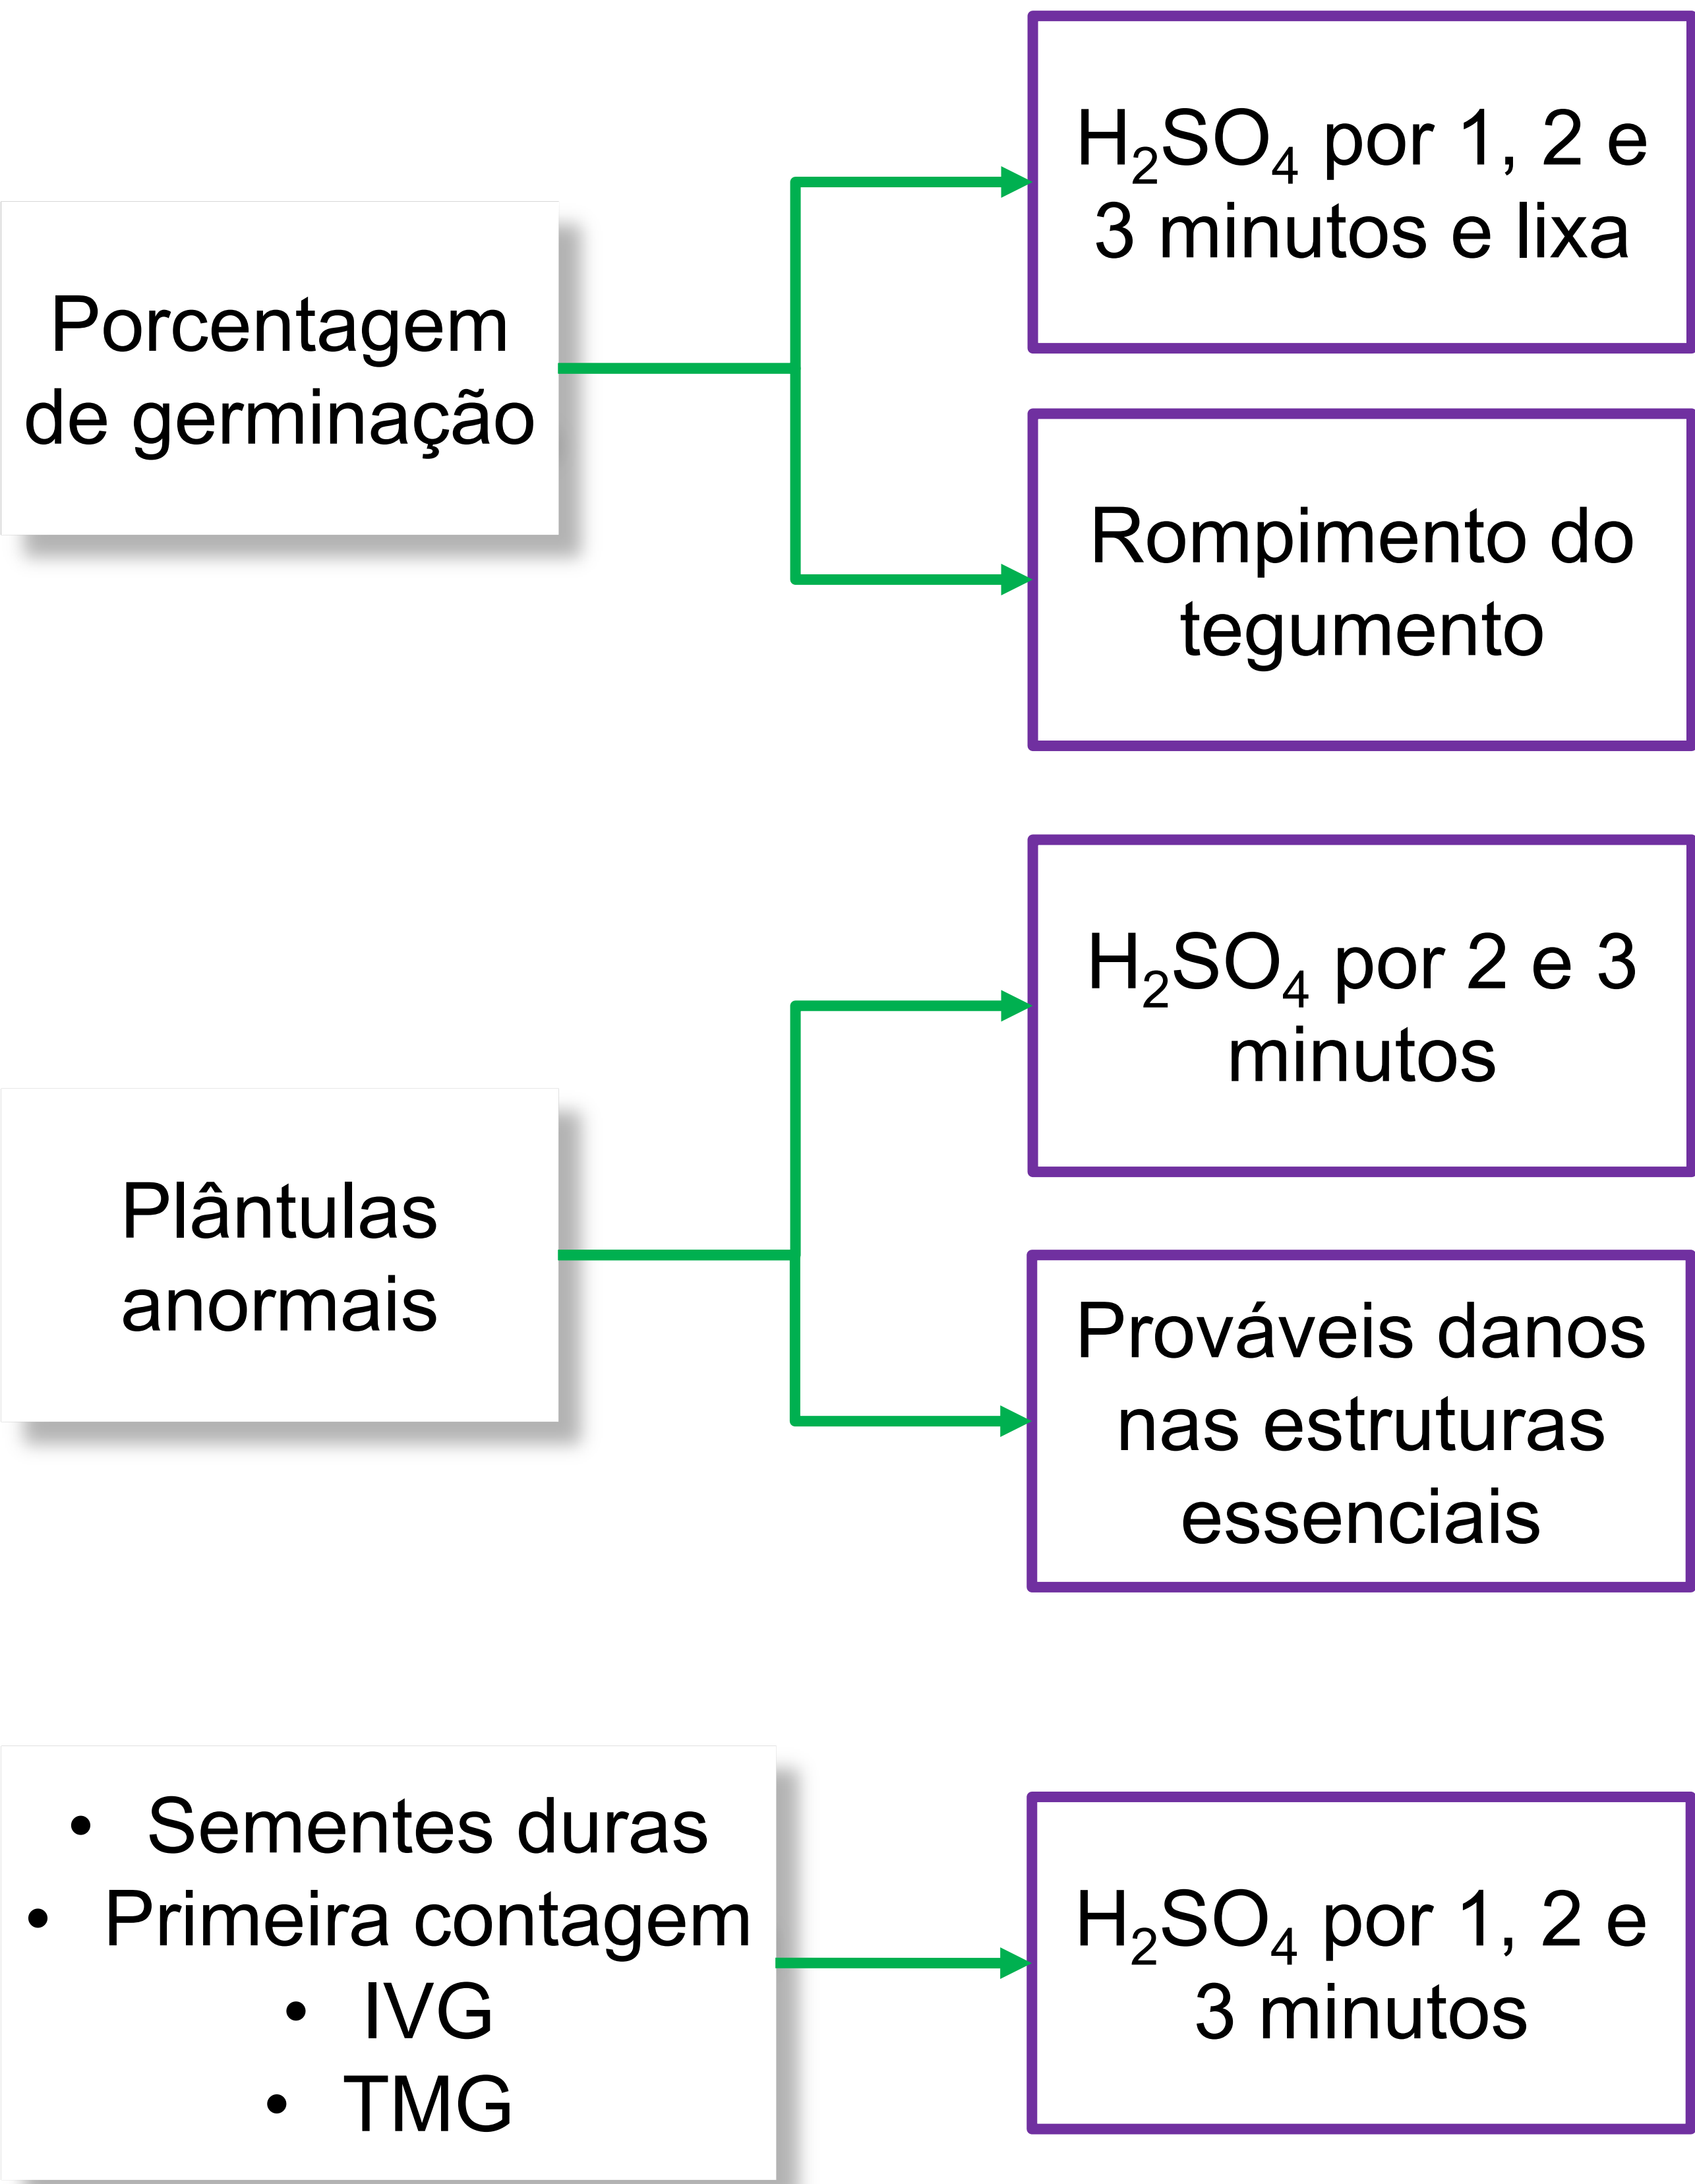 Porcentagem
de germinação
H₂SO₄ por 1, 2 e
3 minutos e lixa
Rompimento do
tegumento
Plântulas
anormais
H₂SO₄ por 2 e 3
minutos
Prováveis danos
nas estruturas
essenciais
• Sementes duras
• Primeira contagem
• IVG
• TMG
H₂SO₄ por 1, 2 e
3 minutos